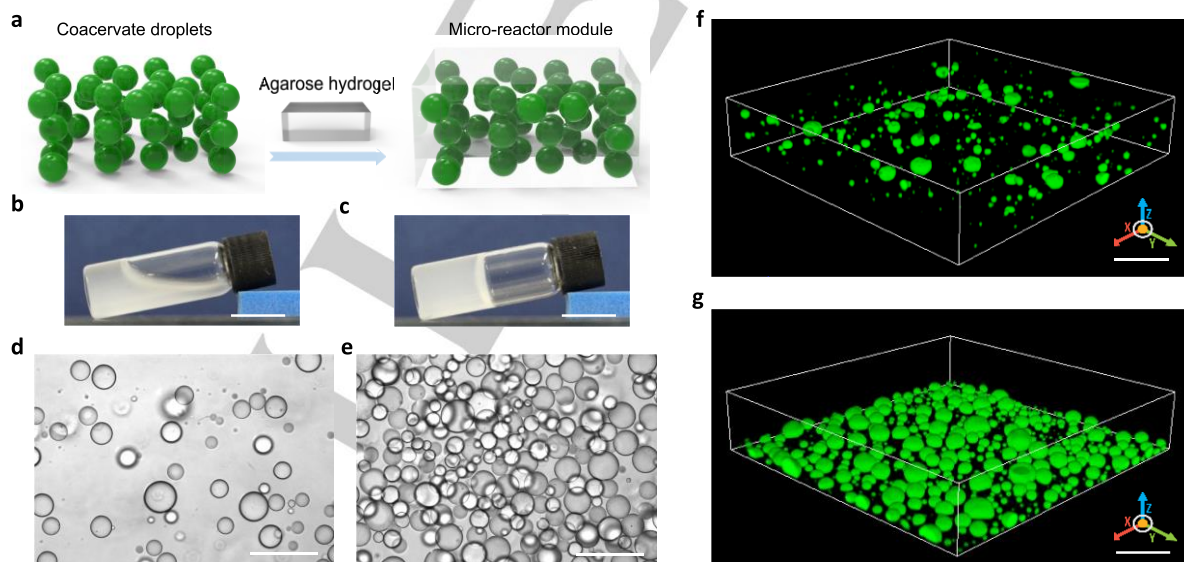 a
Coacervate droplets
Micro-reactor module
Agarose hydrogel
b
c
d
e
f
X
Z
Y
g
X
Z
Y